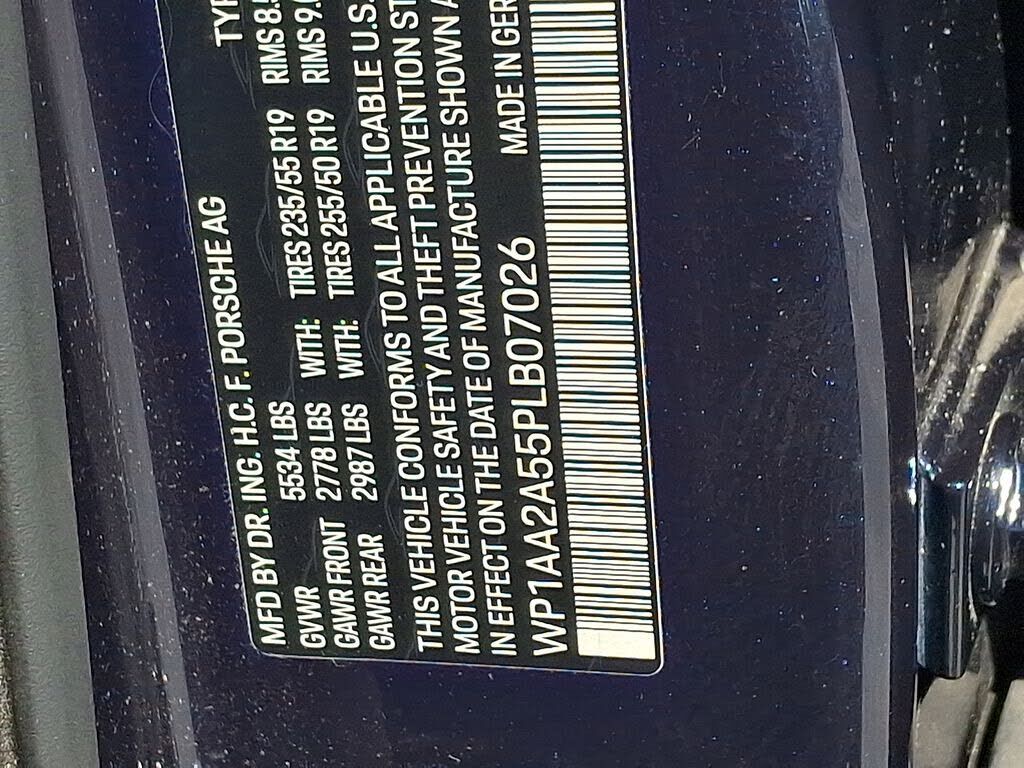 MFD BY DR. ING. H.C. F. PORSCHE AG
GVWR 5534 LBS
GAWR FRONT 2778 LBS WITH: TIRES 235/55 R19 RIMS 8.5
GAWR REAR 2987 LBS WITH: TIRES 255/50 R19 RIMS 9.0
THIS VEHICLE CONFORMS TO ALL APPLICABLE U.S.
MOTOR VEHICLE SAFETY AND THEFT PREVENTION ST
IN EFFECT ON THE DATE OF MANUFACTURE SHOWN A
MADE IN GER
WP1AA2A55PLB07026